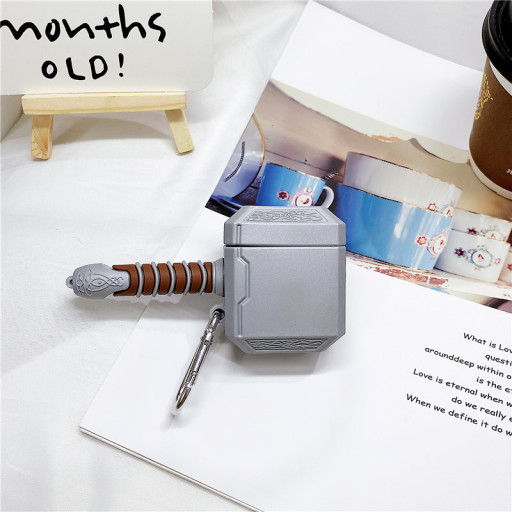 months
OLD!
What is Lov
questi
arounddeep within o
is the et
Love is eternal when w
do we really e
When we define it do w